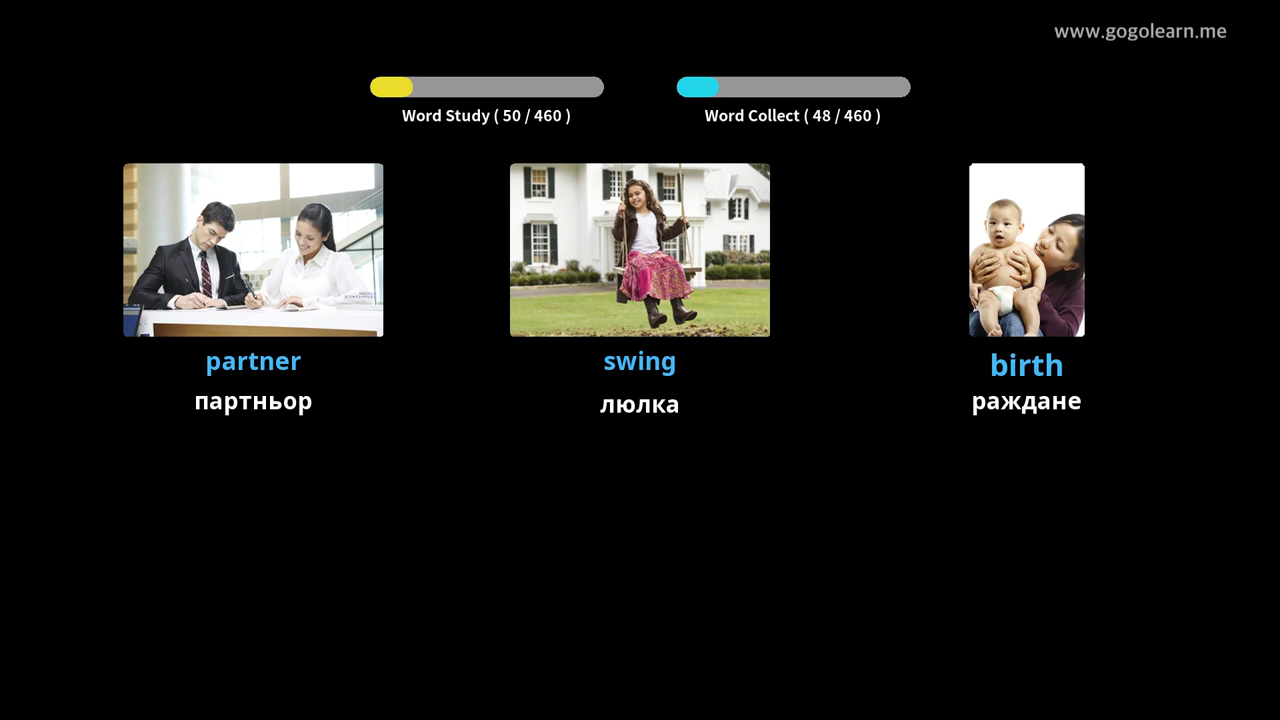 www.gogolearn.me
Word Study ( 50 / 460 )
Word Collect ( 48 / 460 )
partner
swing
birth
партньор
люлка
раждане